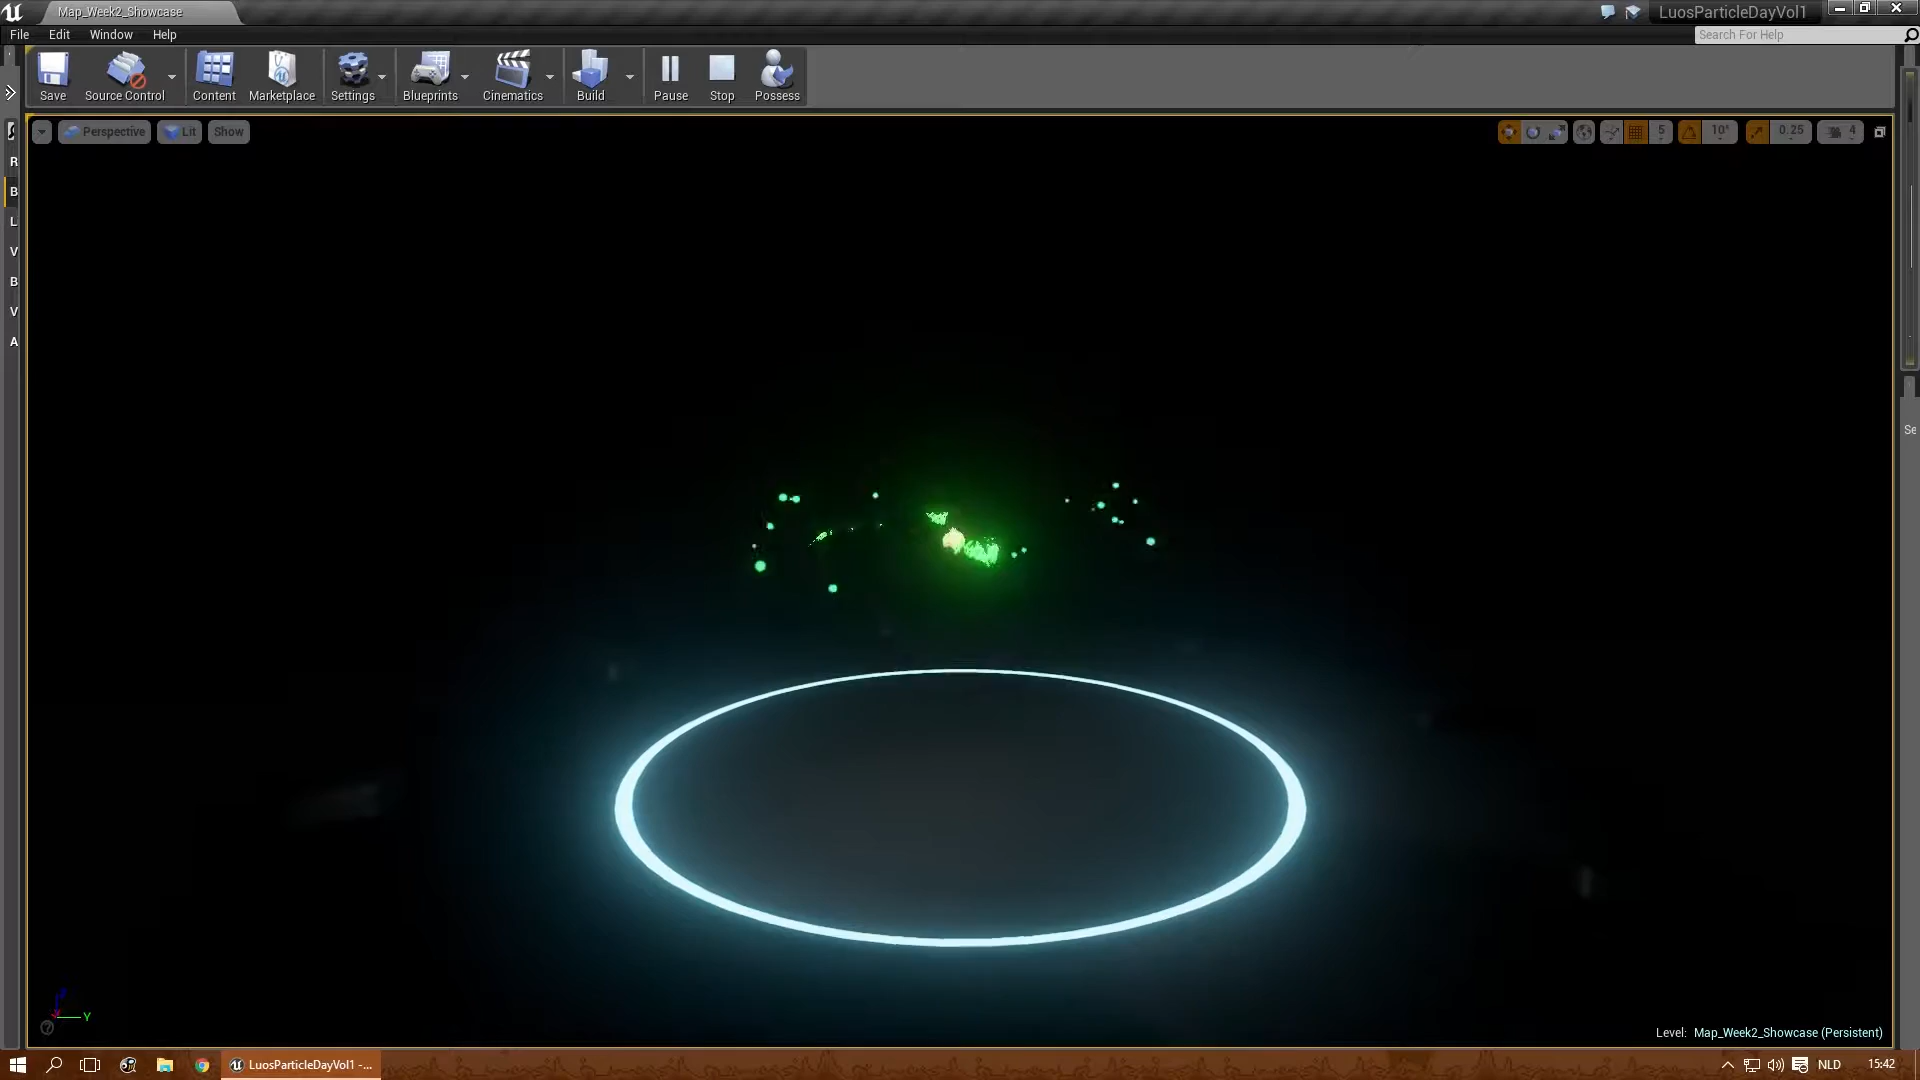 Map_Week2_Showcase
LuosParticleDayVol1
File Edit Window Help
Search For Help
Save Source Control Content Marketplace Settings Blueprints Cinematics Build Pause Stop Possess
Perspective Lit Show
5 10° 0.25 4
R
B
L
V
B
V
A
Se
Y
Level: Map_Week2_Showcase (Persistent)
LuosParticleDayVol1 -...
NLD 15:42